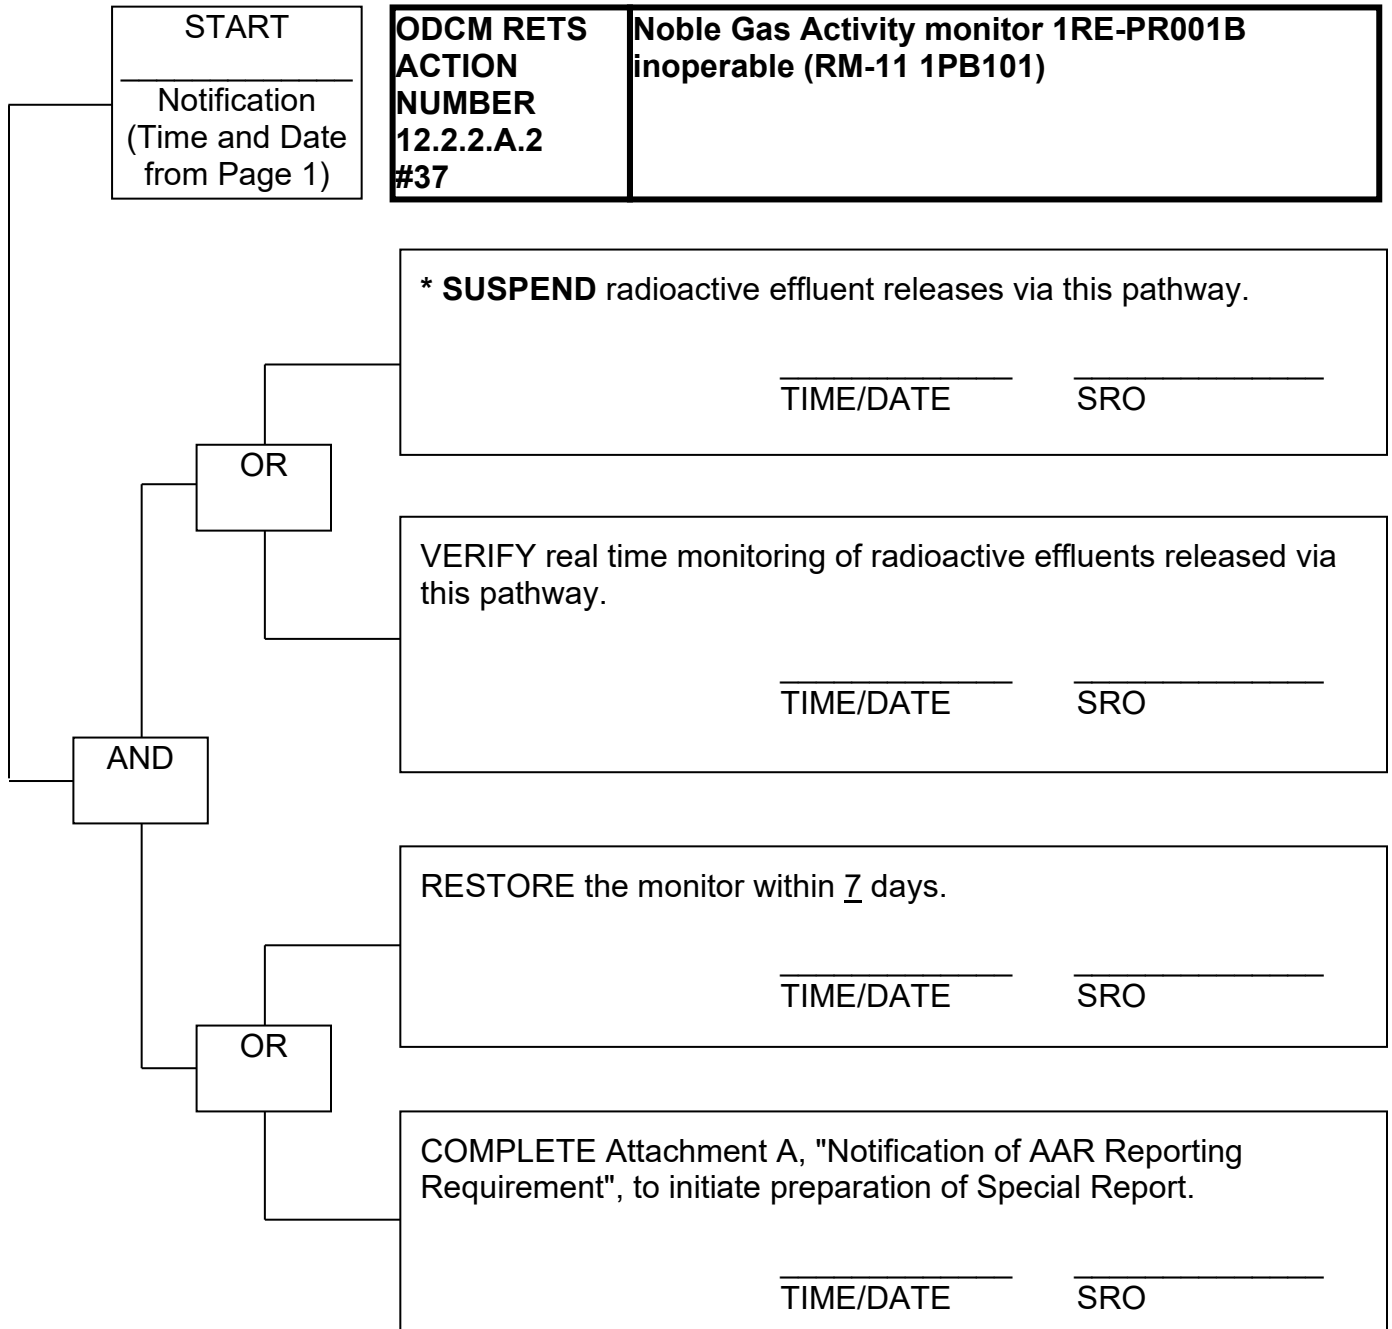 START
Notification
(Time and Date
from Page 1)
ODCM RETS
ACTION
NUMBER
12.2.2.A.2
#37
Noble Gas Activity monitor 1RE-PR001B
inoperable (RM-11 1PB101)
* SUSPEND radioactive effluent releases via this pathway.
TIME/DATE SRO
OR
VERIFY real time monitoring of radioactive effluents released via
this pathway.
TIME/DATE SRO
AND
RESTORE the monitor within 7 days.
TIME/DATE SRO
OR
COMPLETE Attachment A, "Notification of AAR Reporting
Requirement", to initiate preparation of Special Report.
TIME/DATE SRO